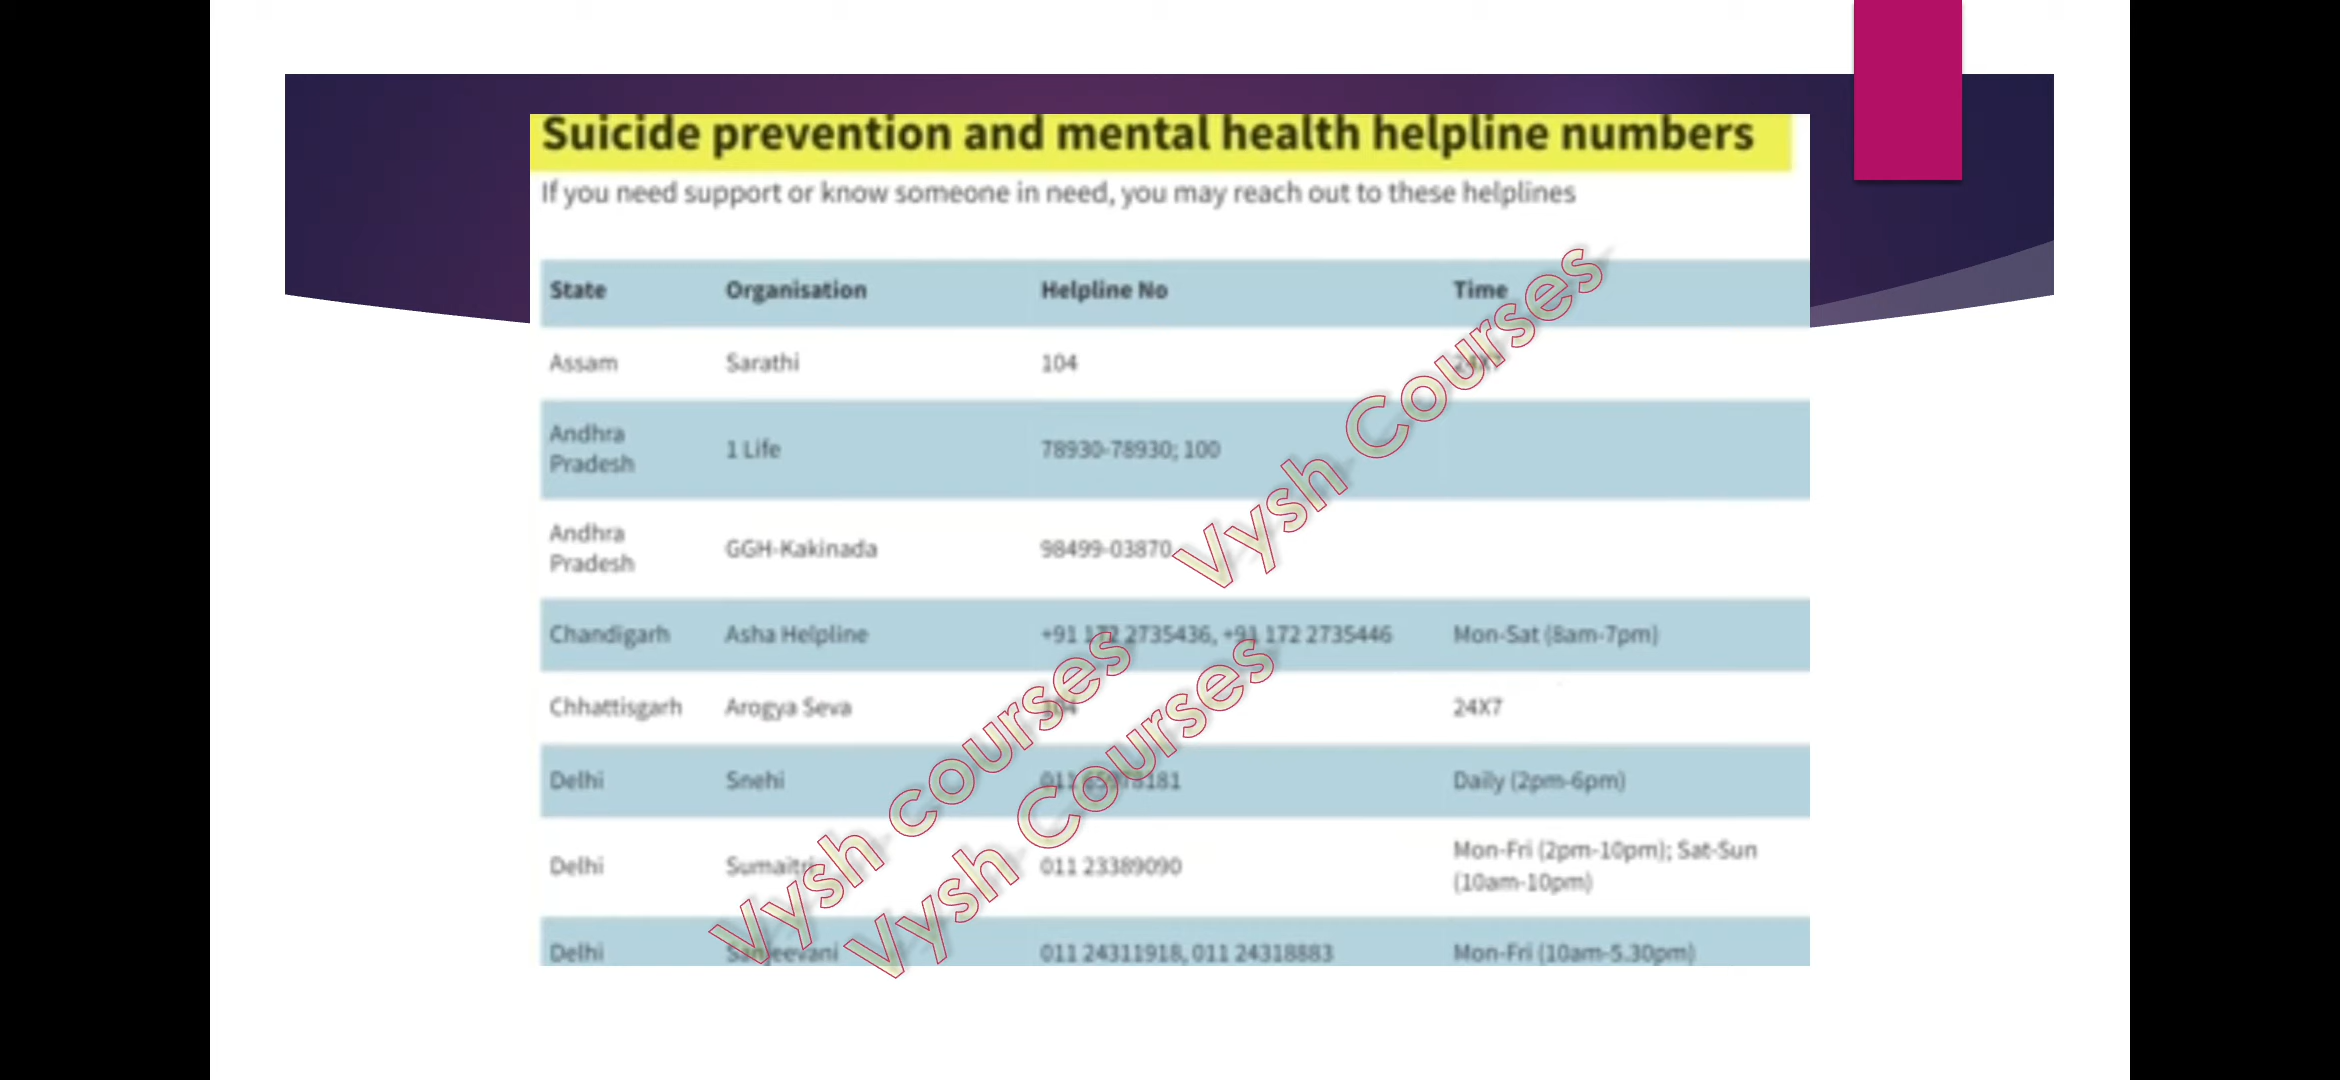 Suicide prevention and mental health helpline numbers
If you need support or know someone in need, you may reach out to these helplines
State Organisation Helpline No Time
Assam Sarathi 104 24X7
Andhra Pradesh 1 Life 78930-78930; 100
Andhra Pradesh GGH-Kakinada 98499-03870
Chandigarh Asha Helpline +91 172 2735436, +91 172 2735446 Mon-Sat (8am-7pm)
Chhattisgarh Arogya Seva 104 24X7
Delhi Snehi Daily (2pm-6pm)
Delhi Sumaitri 011 23389090 Mon-Fri (2pm-10pm); Sat-Sun (10am-10pm)
Delhi Sanjeevani 011 24311918, 011 24318883 Mon-Fri (10am-5.30pm)
Vysh Courses
Vysh courses
Vysh Courses